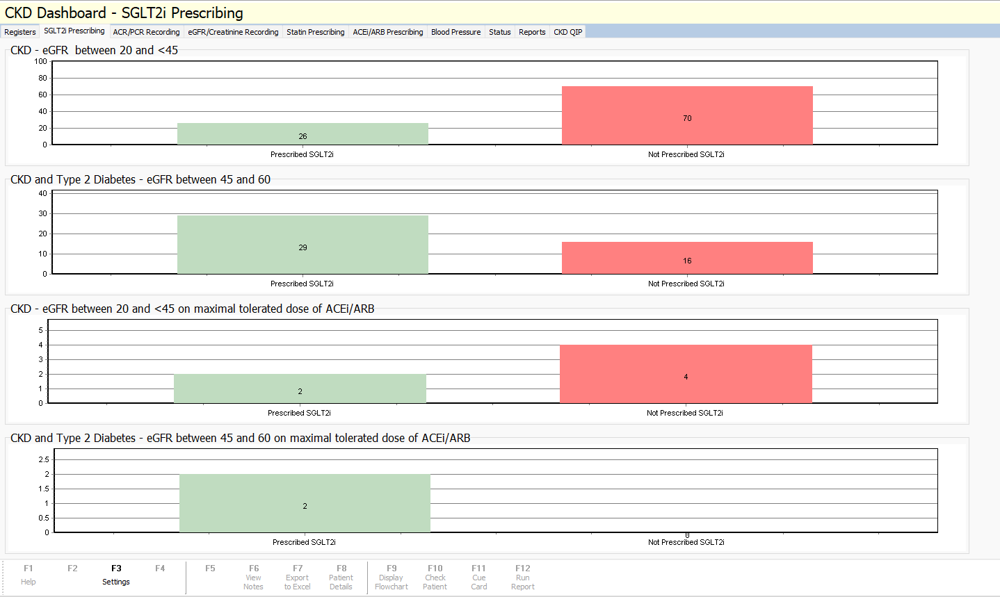 CKD Dashboard - SGLT2i Prescribing
Registers SGLT2i Prescribing ACR/PCR Recording eGFR/Creatinine Recording Statin Prescribing ACEi/ARB Prescribing Blood Pressure Status Reports CKD QIP
CKD - eGFR  between 20 and <45
100
80
60
40
20
0
26
70
Prescribed SGLT2i
Not Prescribed SGLT2i
CKD and Type 2 Diabetes - eGFR between 45 and 60
40
30
20
10
0
29
16
Prescribed SGLT2i
Not Prescribed SGLT2i
CKD - eGFR between 20 and <45 on maximal tolerated dose of ACEi/ARB
5
4
3
2
1
0
2
4
Prescribed SGLT2i
Not Prescribed SGLT2i
CKD and Type 2 Diabetes - eGFR between 45 and 60 on maximal tolerated dose of ACEi/ARB
2.5
2
1.5
1
0.5
0
2
Prescribed SGLT2i
Not Prescribed SGLT2i
F1 F2 F3 F4 F5 F6 F7 F8 F9 F10 F11 F12
Help
Settings
View
Notes
Export
to Excel
Patient
Details
Display
Flowchart
Check
Patient
Cue
Card
Run
Report